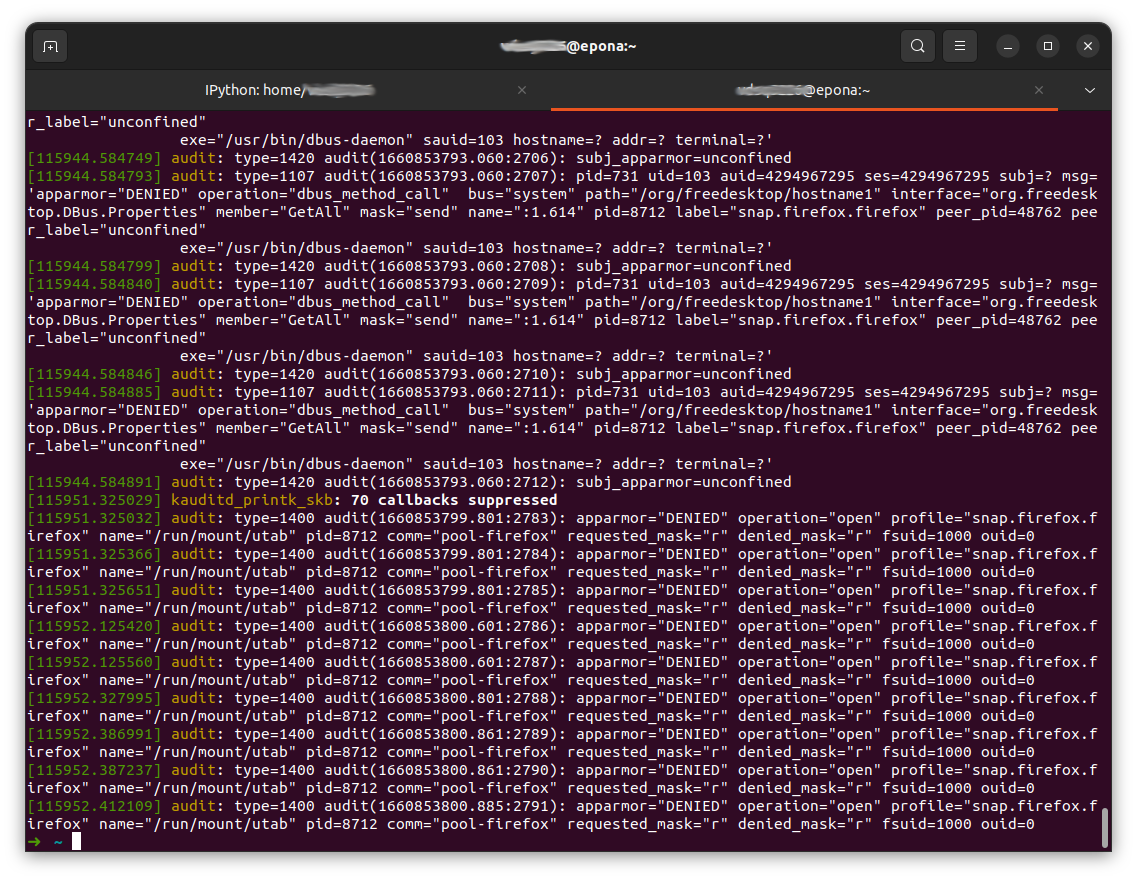 @epona:~
IPython: home/
@epona:~
r_label="unconfined"
exe="/usr/bin/dbus-daemon" sauid=103 hostname=? addr=? terminal=?'
[115944.584749] audit: type=1420 audit(1660853793.060:2706): subj_apparmor=unconfined
[115944.584793] audit: type=1107 audit(1660853793.060:2707): pid=731 uid=103 auid=4294967295 ses=4294967295 subj=? msg=
'apparmor="DENIED" operation="dbus_method_call"  bus="system" path="/org/freedesktop/hostname1" interface="org.freedesk
top.DBus.Properties" member="GetAll" mask="send" name=":1.614" pid=8712 label="snap.firefox.firefox" peer_pid=48762 pee
r_label="unconfined"
exe="/usr/bin/dbus-daemon" sauid=103 hostname=? addr=? terminal=?'
[115944.584799] audit: type=1420 audit(1660853793.060:2708): subj_apparmor=unconfined
[115944.584840] audit: type=1107 audit(1660853793.060:2709): pid=731 uid=103 auid=4294967295 ses=4294967295 subj=? msg=
'apparmor="DENIED" operation="dbus_method_call"  bus="system" path="/org/freedesktop/hostname1" interface="org.freedesk
top.DBus.Properties" member="GetAll" mask="send" name=":1.614" pid=8712 label="snap.firefox.firefox" peer_pid=48762 pee
r_label="unconfined"
exe="/usr/bin/dbus-daemon" sauid=103 hostname=? addr=? terminal=?'
[115944.584846] audit: type=1420 audit(1660853793.060:2710): subj_apparmor=unconfined
[115944.584885] audit: type=1107 audit(1660853793.060:2711): pid=731 uid=103 auid=4294967295 ses=4294967295 subj=? msg=
'apparmor="DENIED" operation="dbus_method_call"  bus="system" path="/org/freedesktop/hostname1" interface="org.freedesk
top.DBus.Properties" member="GetAll" mask="send" name=":1.614" pid=8712 label="snap.firefox.firefox" peer_pid=48762 pee
r_label="unconfined"
exe="/usr/bin/dbus-daemon" sauid=103 hostname=? addr=? terminal=?'
[115944.584891] audit: type=1420 audit(1660853793.060:2712): subj_apparmor=unconfined
[115951.325029] kauditd_printk_skb: 70 callbacks suppressed
[115951.325032] audit: type=1400 audit(1660853799.801:2783): apparmor="DENIED" operation="open" profile="snap.firefox.f
irefox" name="/run/mount/utab" pid=8712 comm="pool-firefox" requested_mask="r" denied_mask="r" fsuid=1000 ouid=0
[115951.325366] audit: type=1400 audit(1660853799.801:2784): apparmor="DENIED" operation="open" profile="snap.firefox.f
irefox" name="/run/mount/utab" pid=8712 comm="pool-firefox" requested_mask="r" denied_mask="r" fsuid=1000 ouid=0
[115951.325651] audit: type=1400 audit(1660853799.801:2785): apparmor="DENIED" operation="open" profile="snap.firefox.f
irefox" name="/run/mount/utab" pid=8712 comm="pool-firefox" requested_mask="r" denied_mask="r" fsuid=1000 ouid=0
[115952.125420] audit: type=1400 audit(1660853800.601:2786): apparmor="DENIED" operation="open" profile="snap.firefox.f
irefox" name="/run/mount/utab" pid=8712 comm="pool-firefox" requested_mask="r" denied_mask="r" fsuid=1000 ouid=0
[115952.125560] audit: type=1400 audit(1660853800.601:2787): apparmor="DENIED" operation="open" profile="snap.firefox.f
irefox" name="/run/mount/utab" pid=8712 comm="pool-firefox" requested_mask="r" denied_mask="r" fsuid=1000 ouid=0
[115952.327995] audit: type=1400 audit(1660853800.801:2788): apparmor="DENIED" operation="open" profile="snap.firefox.f
irefox" name="/run/mount/utab" pid=8712 comm="pool-firefox" requested_mask="r" denied_mask="r" fsuid=1000 ouid=0
[115952.386991] audit: type=1400 audit(1660853800.861:2789): apparmor="DENIED" operation="open" profile="snap.firefox.f
irefox" name="/run/mount/utab" pid=8712 comm="pool-firefox" requested_mask="r" denied_mask="r" fsuid=1000 ouid=0
[115952.387237] audit: type=1400 audit(1660853800.861:2790): apparmor="DENIED" operation="open" profile="snap.firefox.f
irefox" name="/run/mount/utab" pid=8712 comm="pool-firefox" requested_mask="r" denied_mask="r" fsuid=1000 ouid=0
[115952.412109] audit: type=1400 audit(1660853800.885:2791): apparmor="DENIED" operation="open" profile="snap.firefox.f
irefox" name="/run/mount/utab" pid=8712 comm="pool-firefox" requested_mask="r" denied_mask="r" fsuid=1000 ouid=0
➜ ~